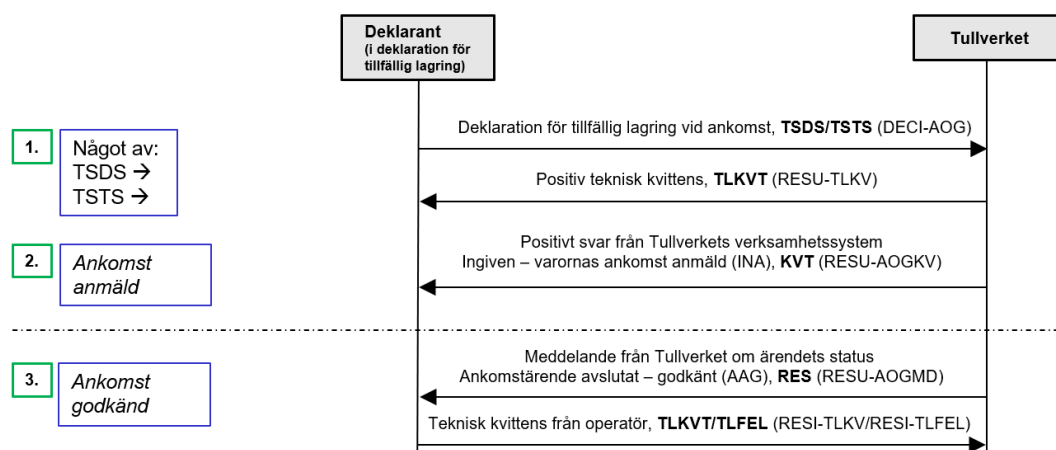 Deklarant
(i deklaration för
tillfällig lagring)
Tullverket
1.
Något av:
TSDS →
TSTS →
Deklaration för tillfällig lagring vid ankomst, TSDS/TSTS (DECI-AOG)
Positiv teknisk kvittens, TLKVT (RESU-TLKV)
2.
Ankomst
anmäld
Positivt svar från Tullverkets verksamhetssystem
Ingiven – varornas ankomst anmäld (INA), KVT (RESU-AOGKV)
3.
Ankomst
godkänd
Meddelande från Tullverket om ärendets status
Ankomstärende avslutat – godkänt (AAG), RES (RESU-AOGMD)
Teknisk kvittens från operatör, TLKVT/TLFEL (RESI-TLKV/RESI-TLFEL)